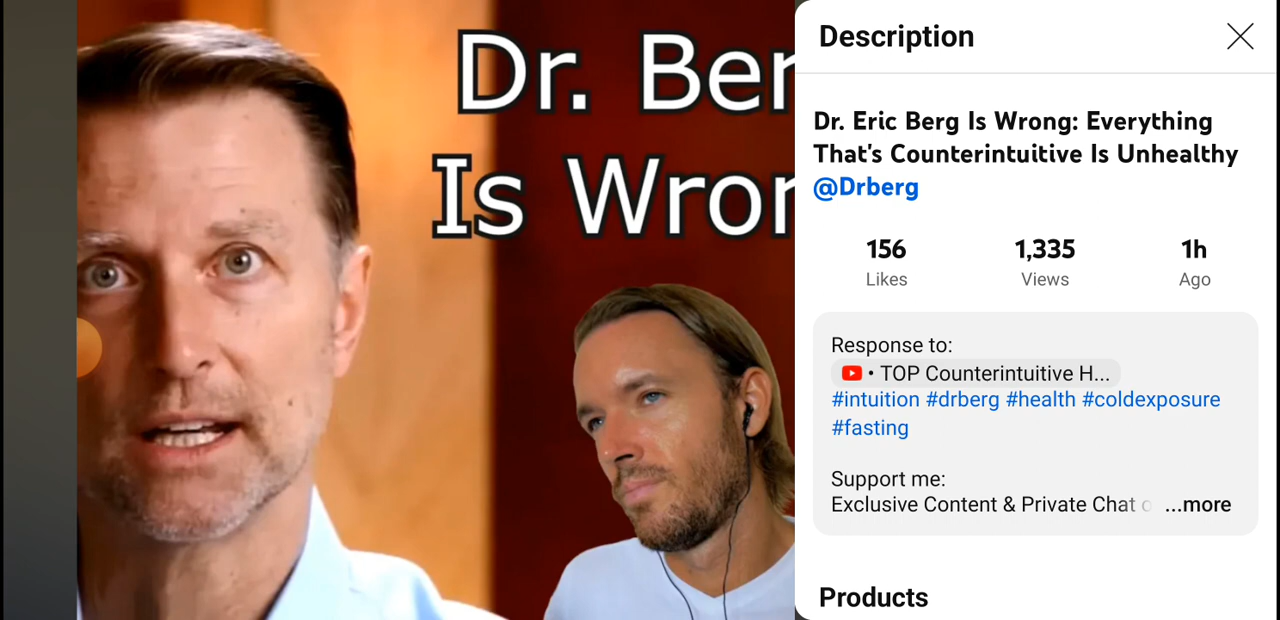 Dr. Ber
Is Wror
Description
Dr. Eric Berg Is Wrong: Everything
That's Counterintuitive Is Unhealthy
@Drberg
156
1,335
1h
Likes
Views
Ago
Response to:
• TOP Counterintuitive H...
#intuition #drberg #health #coldexposure
#fasting
Support me:
Exclusive Content & Private Chat ...more
Products